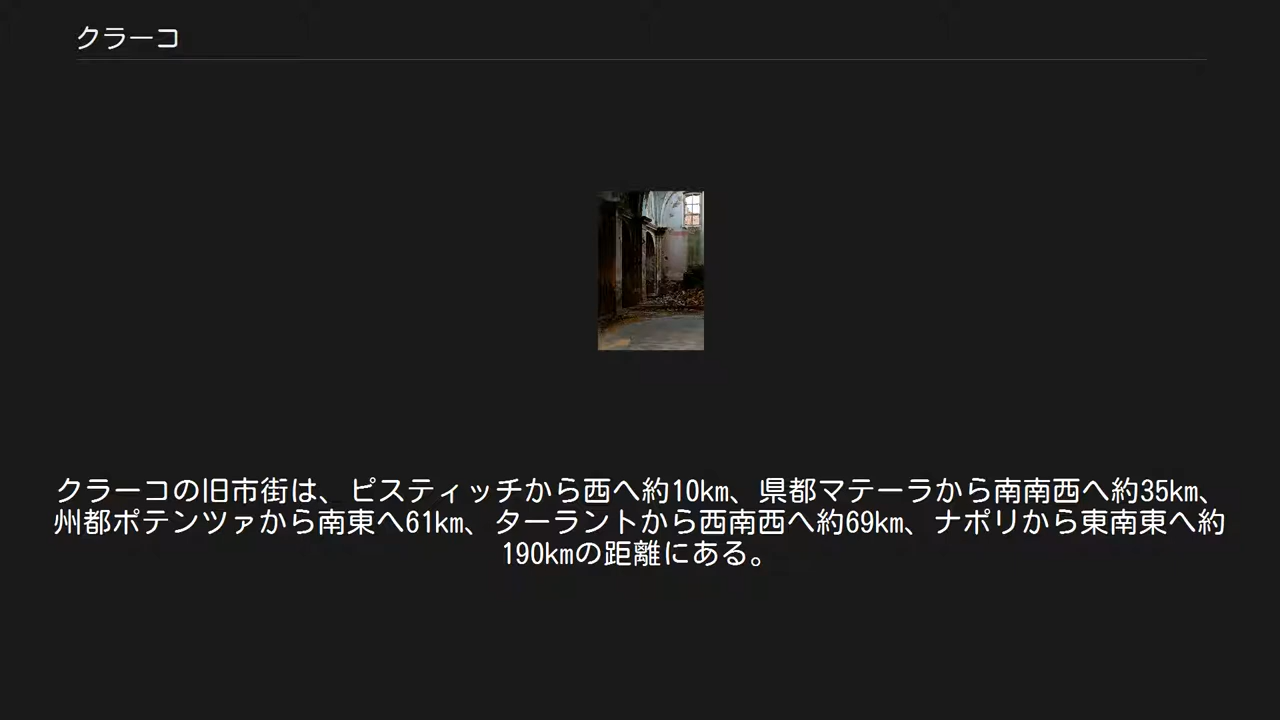 クラーコ
クラーコの旧市街は、ピスティッチから西へ約10km、県都マテーラから南南西へ約35km、
州都ポテンツァから南東へ61km、ターラントから西南西へ約69km、ナポリから東南東へ約
190kmの距離にある。